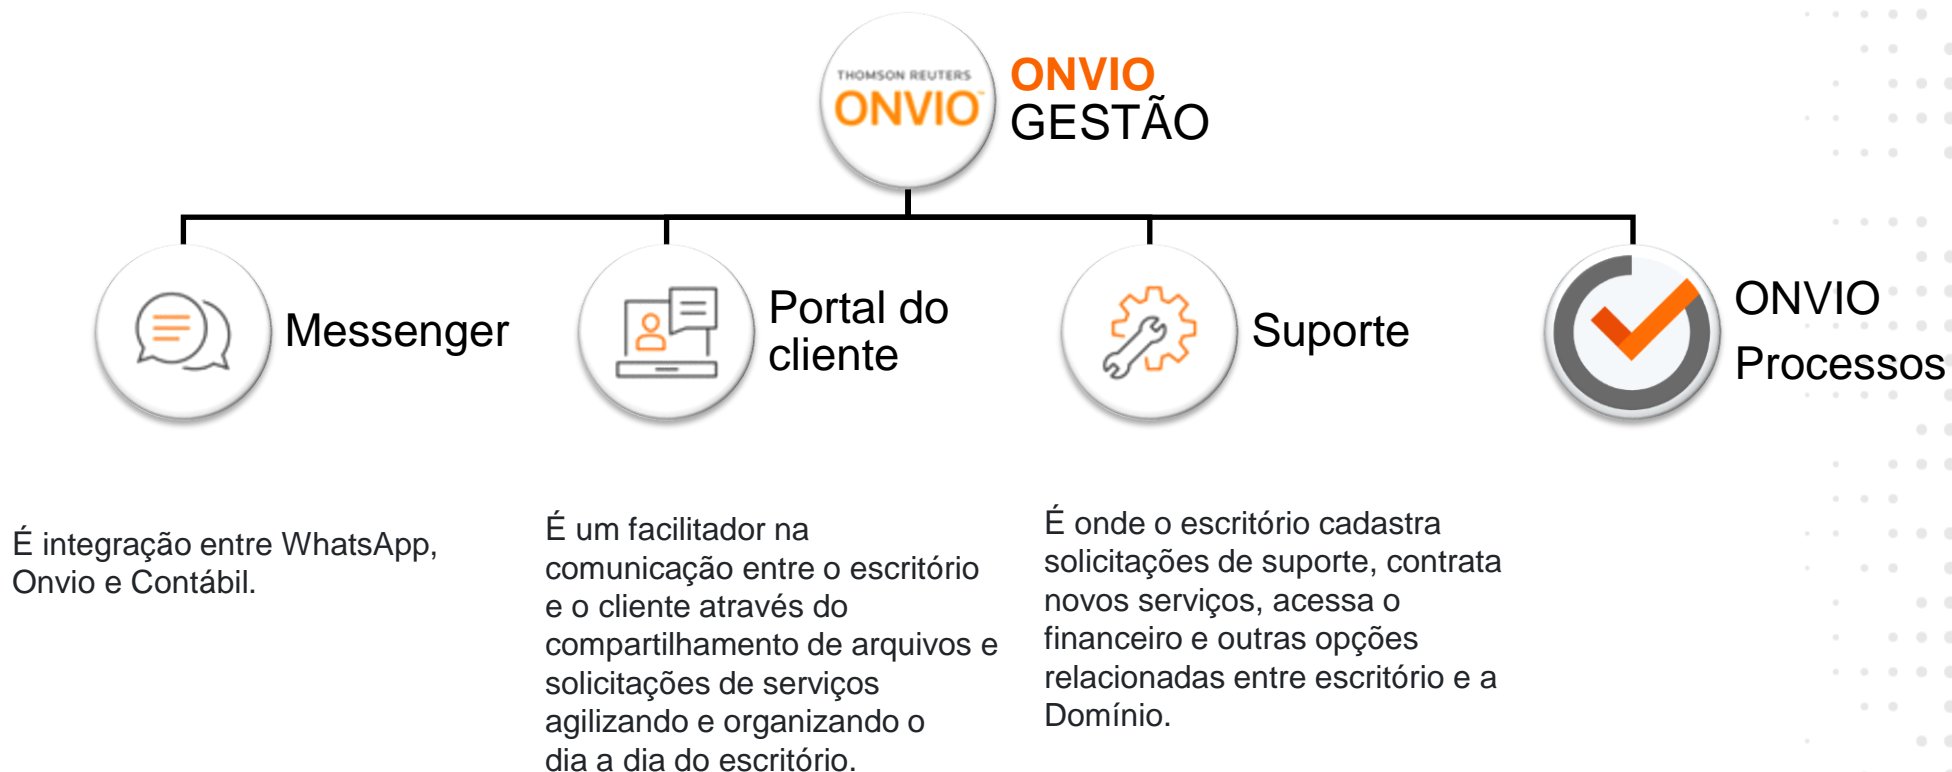 THOMSON REUTERS
ONVIO™
ONVIO
GESTÃO
Messenger
Portal do
cliente
Suporte
ONVIO
Processos
É integração entre WhatsApp,
Onvio e Contábil.
É um facilitador na
comunicação entre o escritório
e o cliente através do
compartilhamento de arquivos e
solicitações de serviços
agilizando e organizando o
dia a dia do escritório.
É onde o escritório cadastra
solicitações de suporte, contrata
novos serviços, acessa o
financeiro e outras opções
relacionadas entre escritório e a
Domínio.